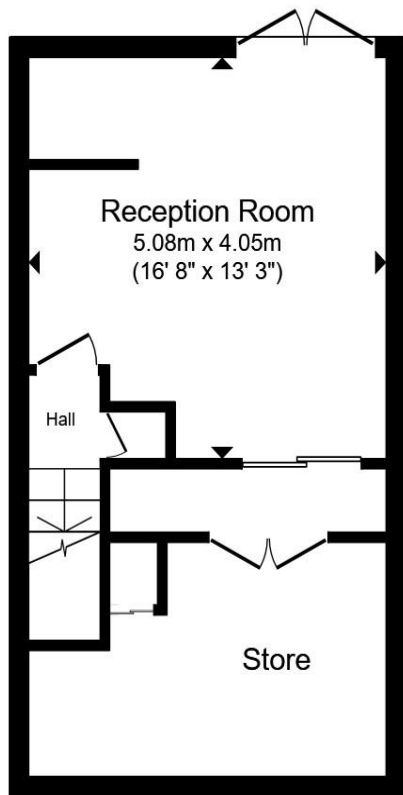 Reception Room
5.08m x 4.05m
(16' 8" x 13' 3")
Hall
Store